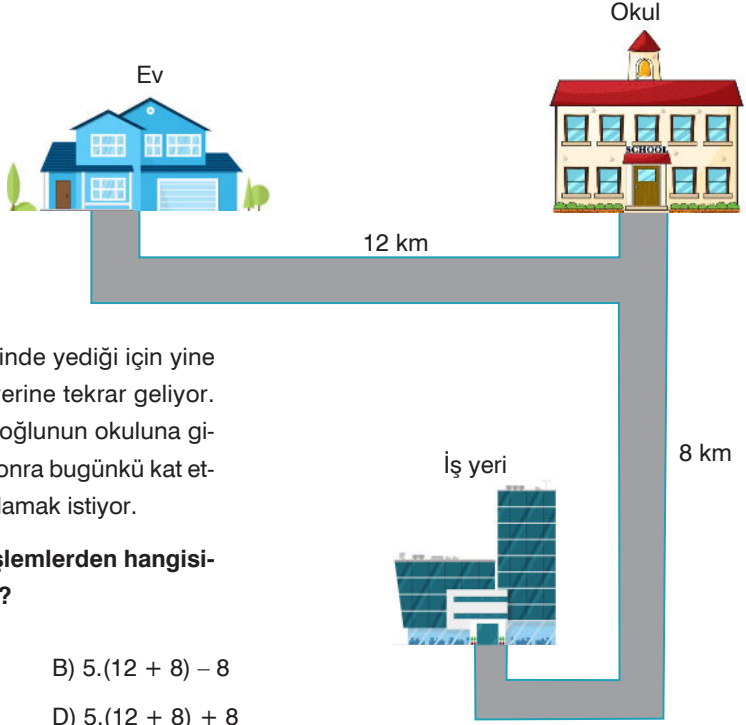 Okul
Ev
SCHOOL
12 km
inde yediği için yine
yerine tekrar geliyor.
oğlunun okuluna gi-
onra bugünkü kat et-
lamak istiyor.
İş yeri
8 km
şlemlerden hangisi-
?
B) 5.(12 + 8) – 8
D) 5.(12 + 8) + 8